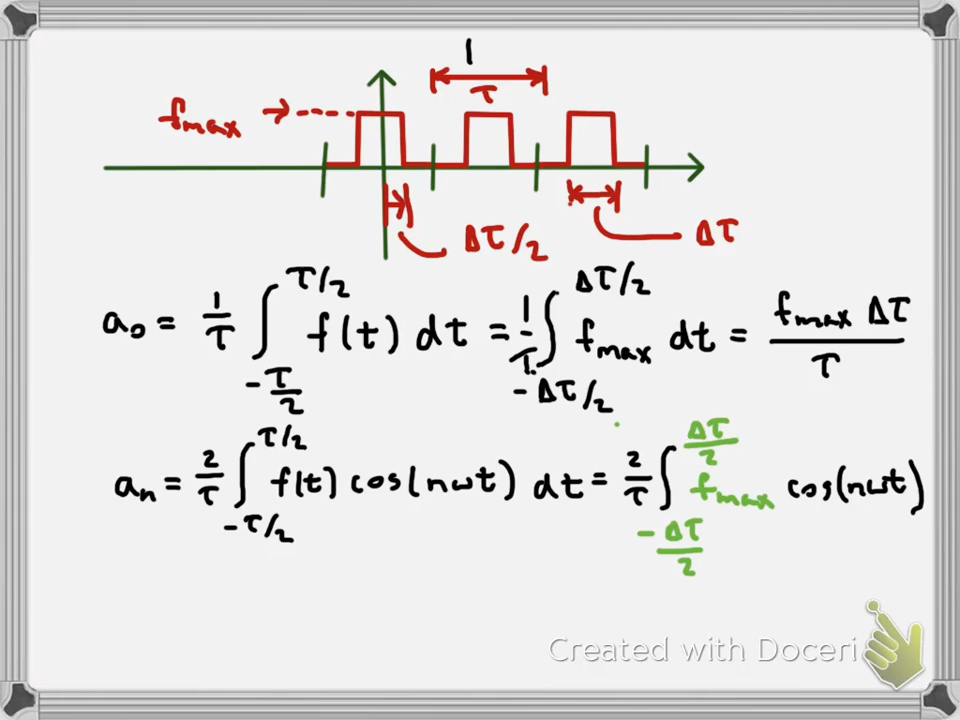 1
τ
fmax
Δτ/2
Δτ
a₀ = 1/τ ∫_{-τ/2}^{τ/2} f(t) dt = 1/τ ∫_{-Δτ/2}^{Δτ/2} fmax dt = fmax Δτ / τ
aₙ = 2/τ ∫_{-τ/2}^{τ/2} f(t) cos(nωt) dt = 2/τ ∫_{-Δτ/2}^{Δτ/2} fmax cos(nωt)
Created with Doceri